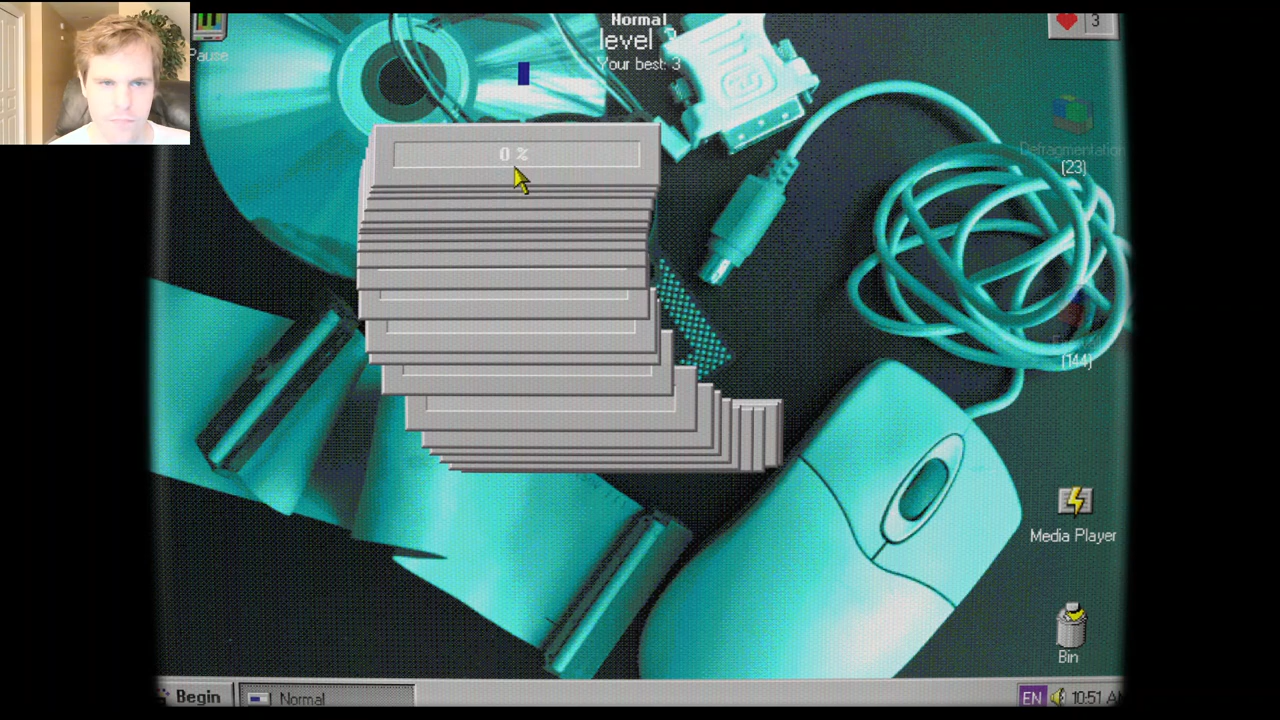 Normal
3
level
Pause
Your best: 3
0 %
Defragmentation
(23)
(144)
Media Player
Bin
Begin
Normal
EN
10:51 A